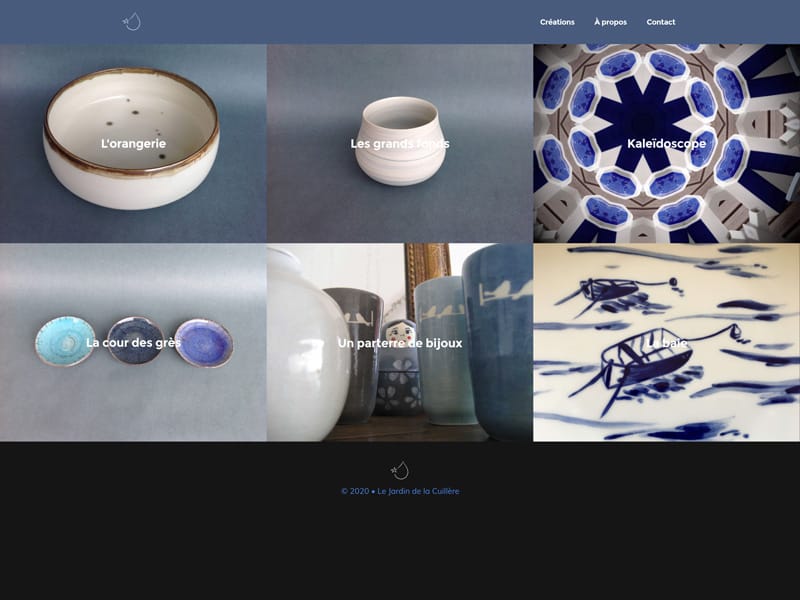 Créations À propos Contact
L'orangerie
Les grands fonds
Kaleïdoscope
La cour des grès
Un parterre de bijoux
La baie
© 2020 • Le Jardin de la Cuillère